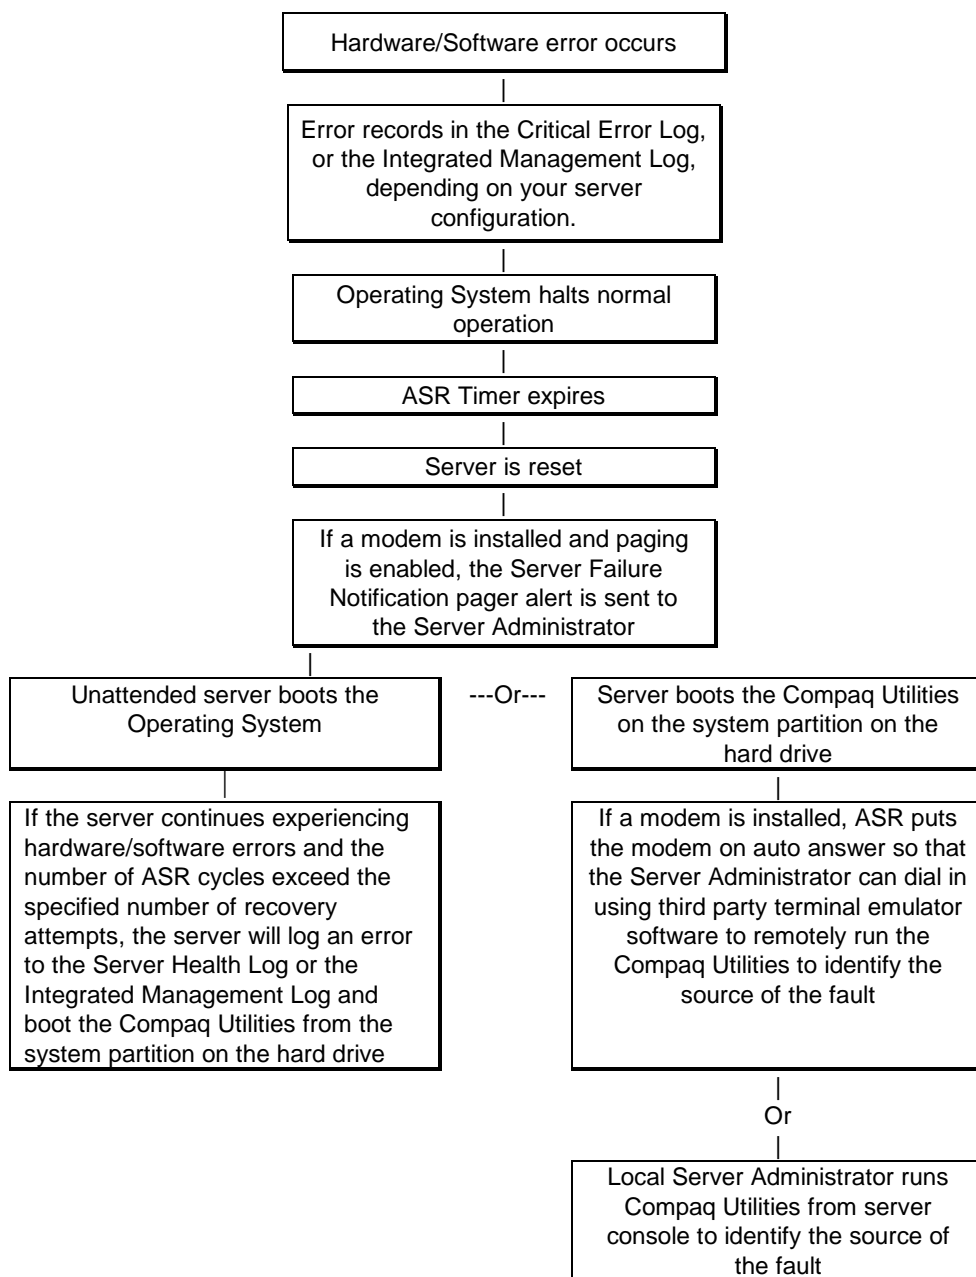 Hardware/Software error occurs
|
Error records in the Critical Error Log,
or the Integrated Management Log,
depending on your server
configuration.
|
Operating System halts normal
operation
|
ASR Timer expires
|
Server is reset
|
If a modem is installed and paging
is enabled, the Server Failure
Notification pager alert is sent to
the Server Administrator
|
Unattended server boots the
Operating System
---Or---
Server boots the Compaq Utilities
on the system partition on the
hard drive
|
If the server continues experiencing
hardware/software errors and the
number of ASR cycles exceed the
specified number of recovery
attempts, the server will log an error
to the Server Health Log or the
Integrated Management Log and
boot the Compaq Utilities from the
system partition on the hard drive
|
If a modem is installed, ASR puts
the modem on auto answer so that
the Server Administrator can dial in
using third party terminal emulator
software to remotely run the
Compaq Utilities to identify the
source of the fault
|
Or
|
Local Server Administrator runs
Compaq Utilities from server
console to identify the source of
the fault